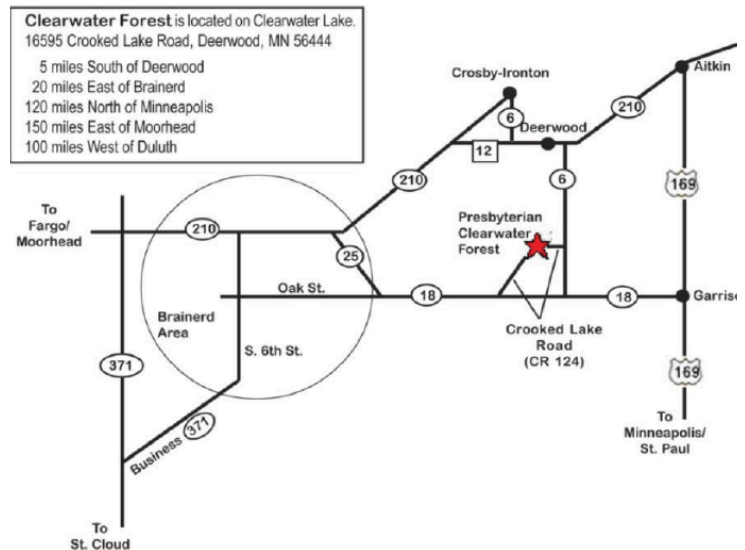 Clearwater Forest is located on Clearwater Lake.
16595 Crooked Lake Road, Deerwood, MN 56444
5 miles South of Deerwood
20 miles East of Brainerd
120 miles North of Minneapolis
150 miles East of Moorhead
100 miles West of Duluth
Aitkin
Crosby-Ironton
210
6
Deerwood
12
210
6
169
To
Fargo/
Moorhead
210
Presbyterian
Clearwater
Forest
25
Oak St.
18
18
Garriso
Brainerd
Area
S. 6th St.
Crooked Lake
Road
(CR 124)
371
169
Business 371
To
Minneapolis/
St. Paul
To
St. Cloud